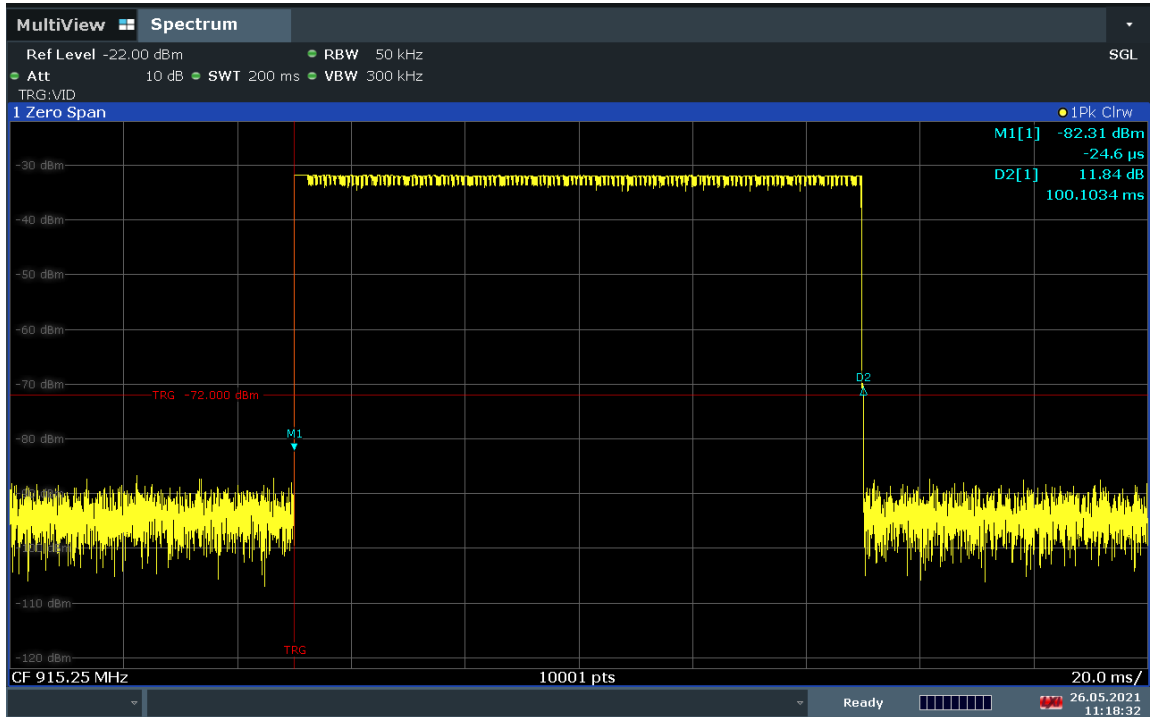 MultiView Spectrum
Ref Level -22.00 dBm RBW 50 kHz SGL
Att 10 dB SWT 200 ms VBW 300 kHz
TRG:VID
1 Zero Span 1Pk Clrw
M1[1] -82.31 dBm
-24.6 µs
D2[1] 11.84 dB
100.1034 ms
-30 dBm
-40 dBm
-50 dBm
-60 dBm
-70 dBm
D2
TRG -72.000 dBm
M1
-80 dBm
-110 dBm
TRG
-120 dBm
CF 915.25 MHz 10001 pts 20.0 ms/
Ready 26.05.2021
11:18:32